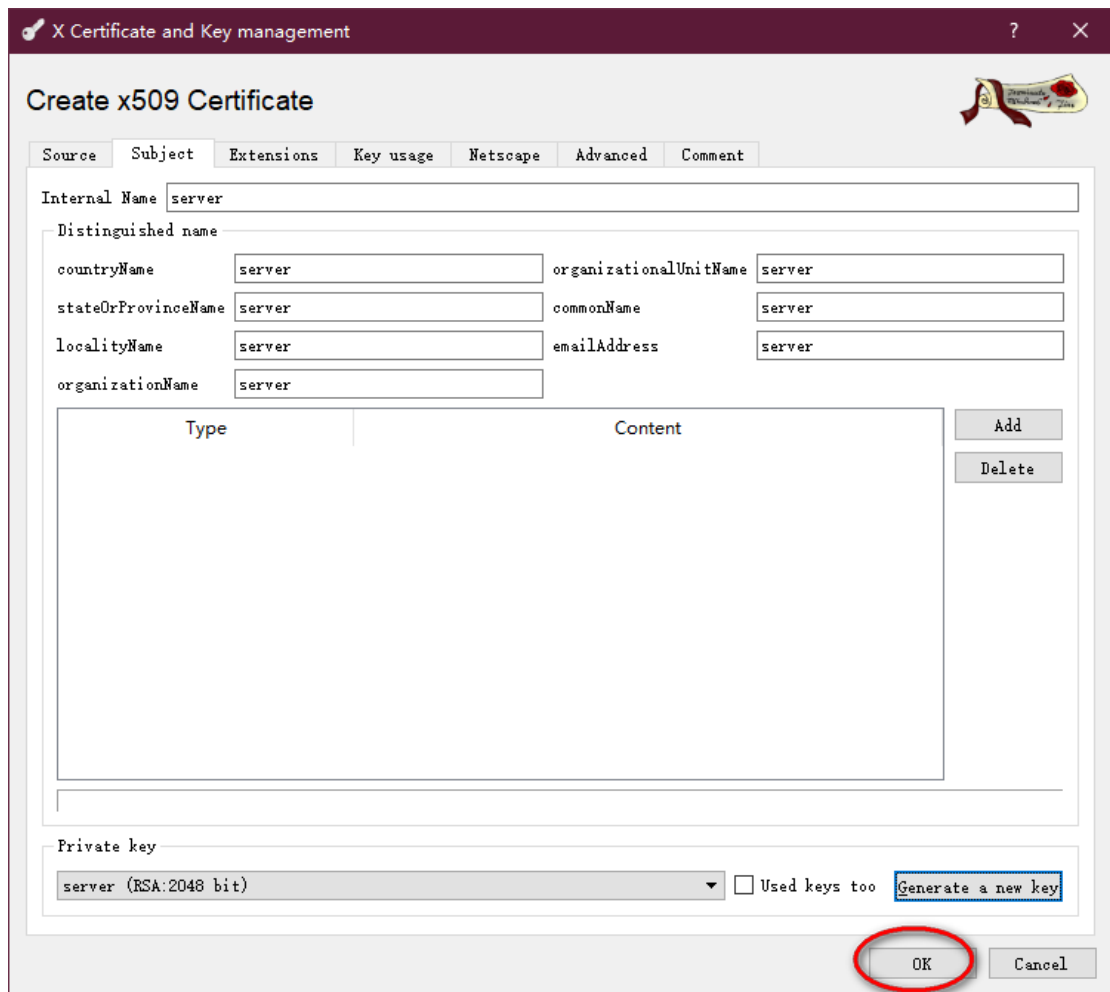 X Certificate and Key management
Create x509 Certificate
Source Subject Extensions Key usage Netscape Advanced Comment
Internal Name server
Distinguished name
countryName server organizationalUnitName server
stateOrProvinceName server commonName server
localityName server emailAddress server
organizationName server
Type Content Add
Delete
Private key
server (RSA:2048 bit) Used keys too Generate a new key
OK Cancel